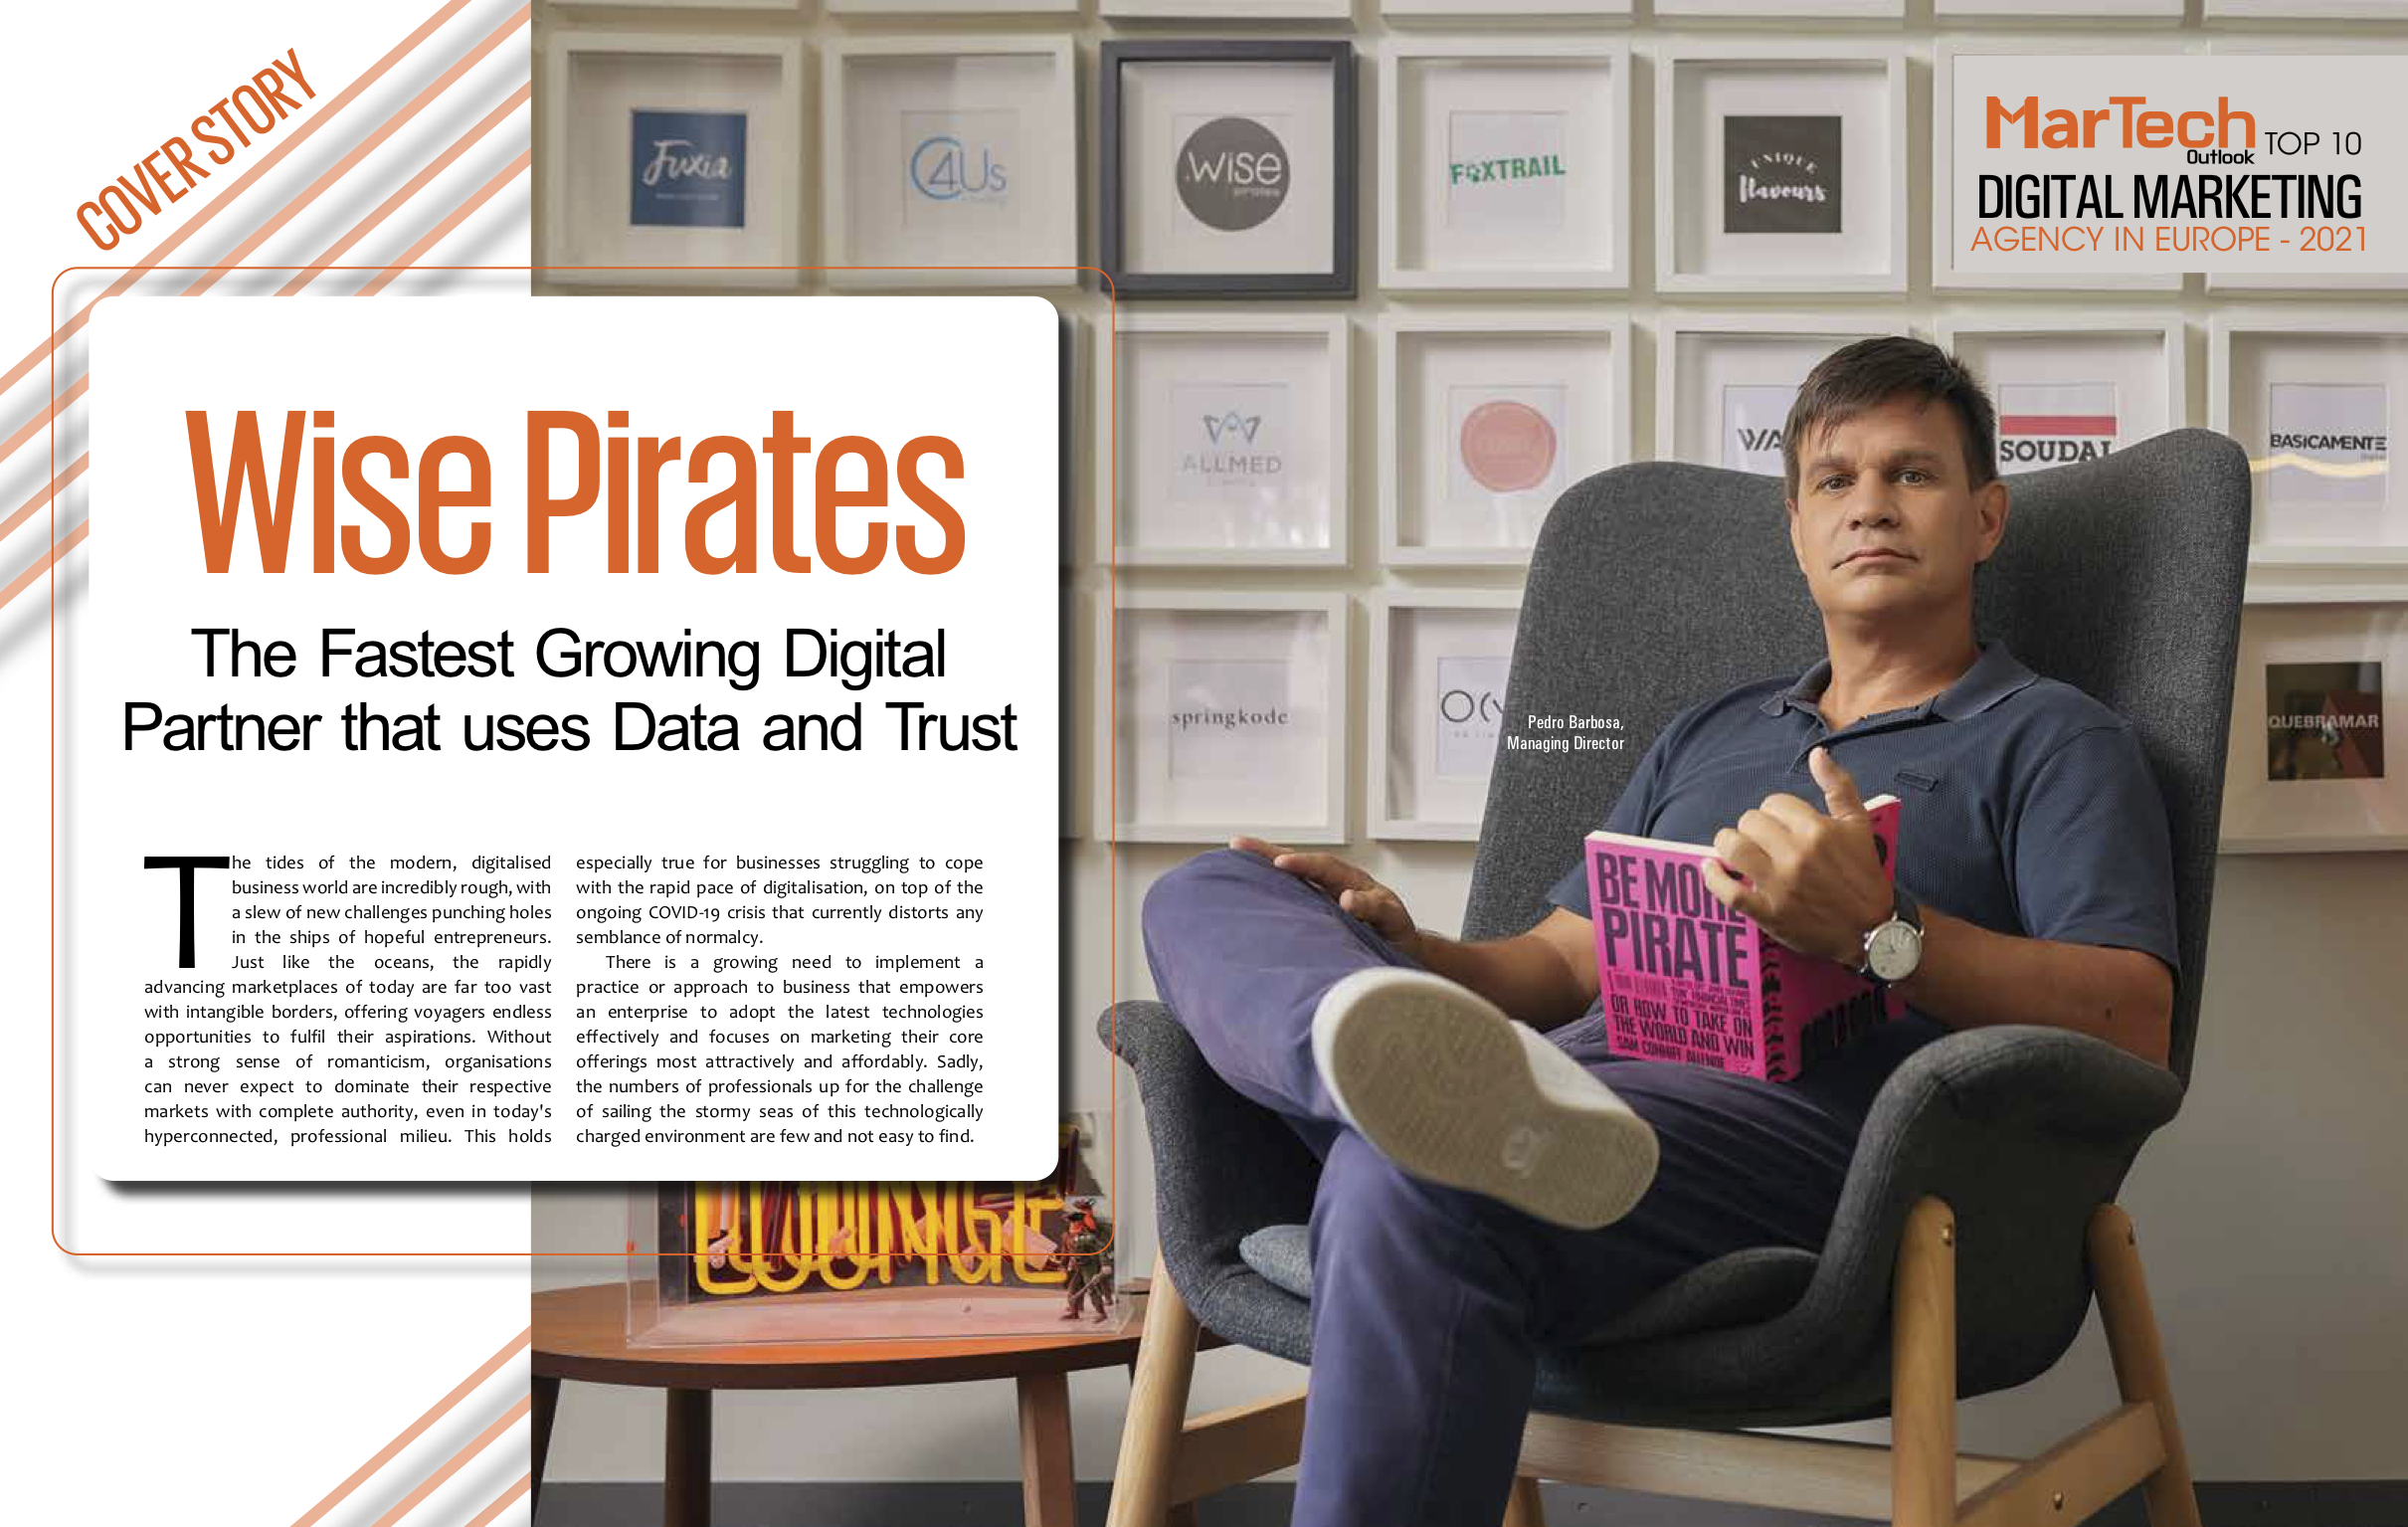 COVER STORY
Fuxia
C4Us
WISE
pirates
FOXTRAIL
UNIQUE
flavours
MarTech
Outlook
TOP 10
DIGITAL MARKETING
AGENCY IN EUROPE - 2021
Wise Pirates
The Fastest Growing Digital
Partner that uses Data and Trust
The tides of the modern, digitalised
business world are incredibly rough, with
a slew of new challenges punching holes
in the ships of hopeful entrepreneurs.
Just like the oceans, the rapidly
advancing marketplaces of today are far too vast
with intangible borders, offering voyagers endless
opportunities to fulfil their aspirations. Without
a strong sense of romanticism, organisations
can never expect to dominate their respective
markets with complete authority, even in today's
hyperconnected, professional milieu. This holds
especially true for businesses struggling to cope
with the rapid pace of digitalisation, on top of the
ongoing COVID-19 crisis that currently distorts any
semblance of normalcy.
There is a growing need to implement a
practice or approach to business that empowers
an enterprise to adopt the latest technologies
effectively and focuses on marketing their core
offerings most attractively and affordably. Sadly,
the numbers of professionals up for the challenge
of sailing the stormy seas of this technologically
charged environment are few and not easy to find.
ALLMED
WA
SOUDAL
BASICAMENTE
springkode
QUEBRAMAR
Pedro Barbosa,
Managing Director
BE MORE
PIRATE
OR HOW TO TAKE ON
THE WORLD AND WIN
SAM CONNIFF ALLENDE
LOUNGE